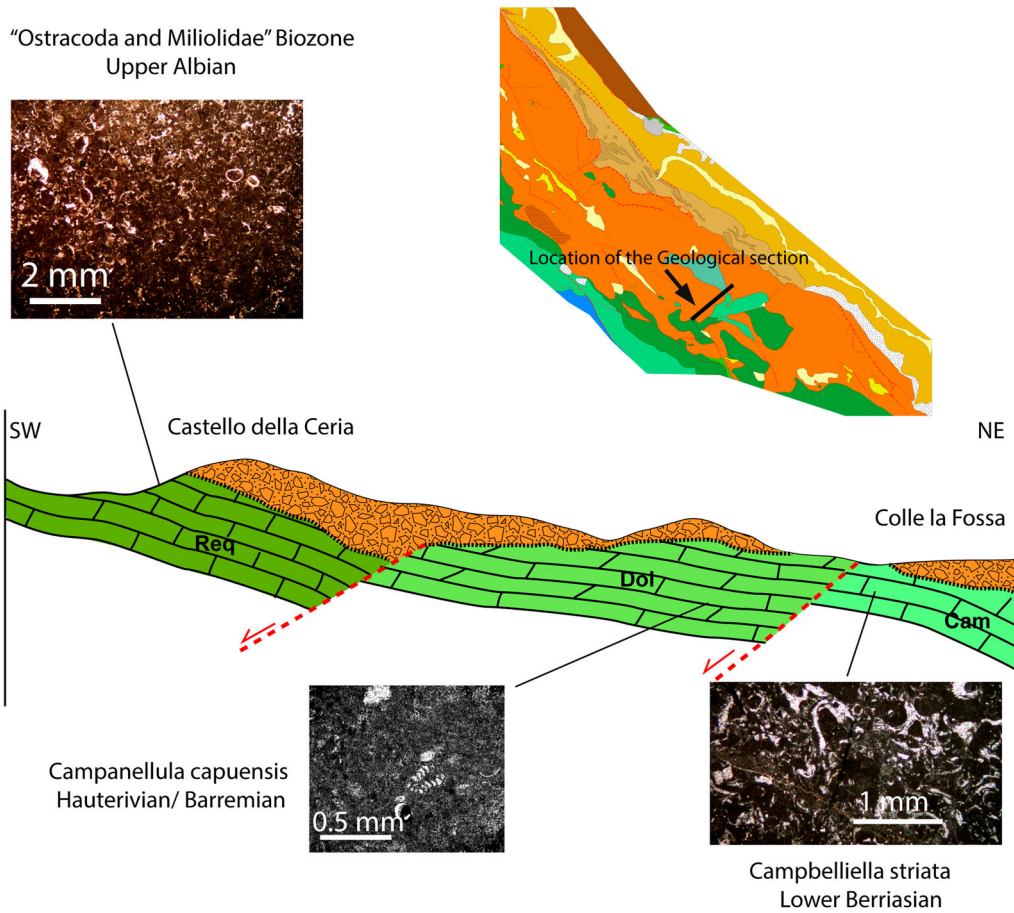 “Ostracoda and Miliolidae” Biozone
Upper Albian
2 mm
Location of the Geological section
SW
Castello della Ceria
NE
Colle la Fossa
Req
Dol
Cam
Campanellula capuensis
Hauterivian/ Barremian
0.5 mm
1 mm
Campbelliella striata
Lower Berriasian